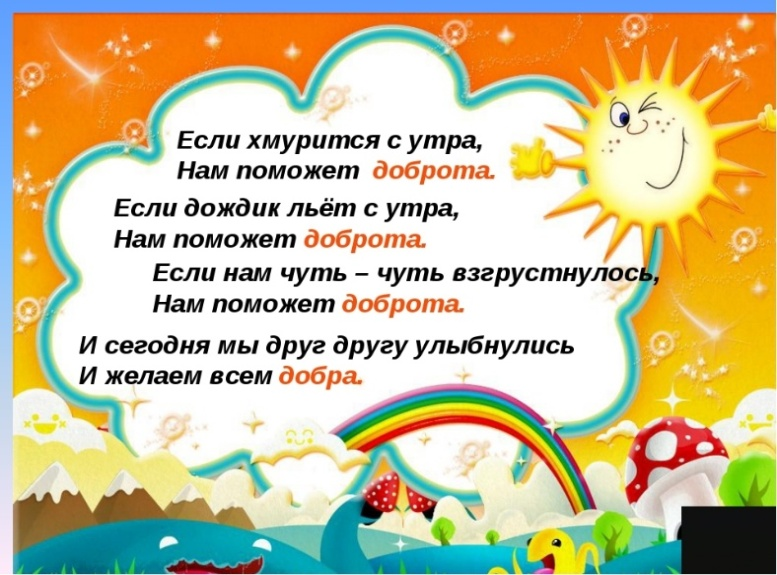 Если хмурится с утра,
Нам поможет доброта.
Если дождик льёт с утра,
Нам поможет доброта.
Если нам чуть – чуть взгрустнулось,
Нам поможет доброта.
И сегодня мы друг другу улыбнулись
И желаем всем добра.